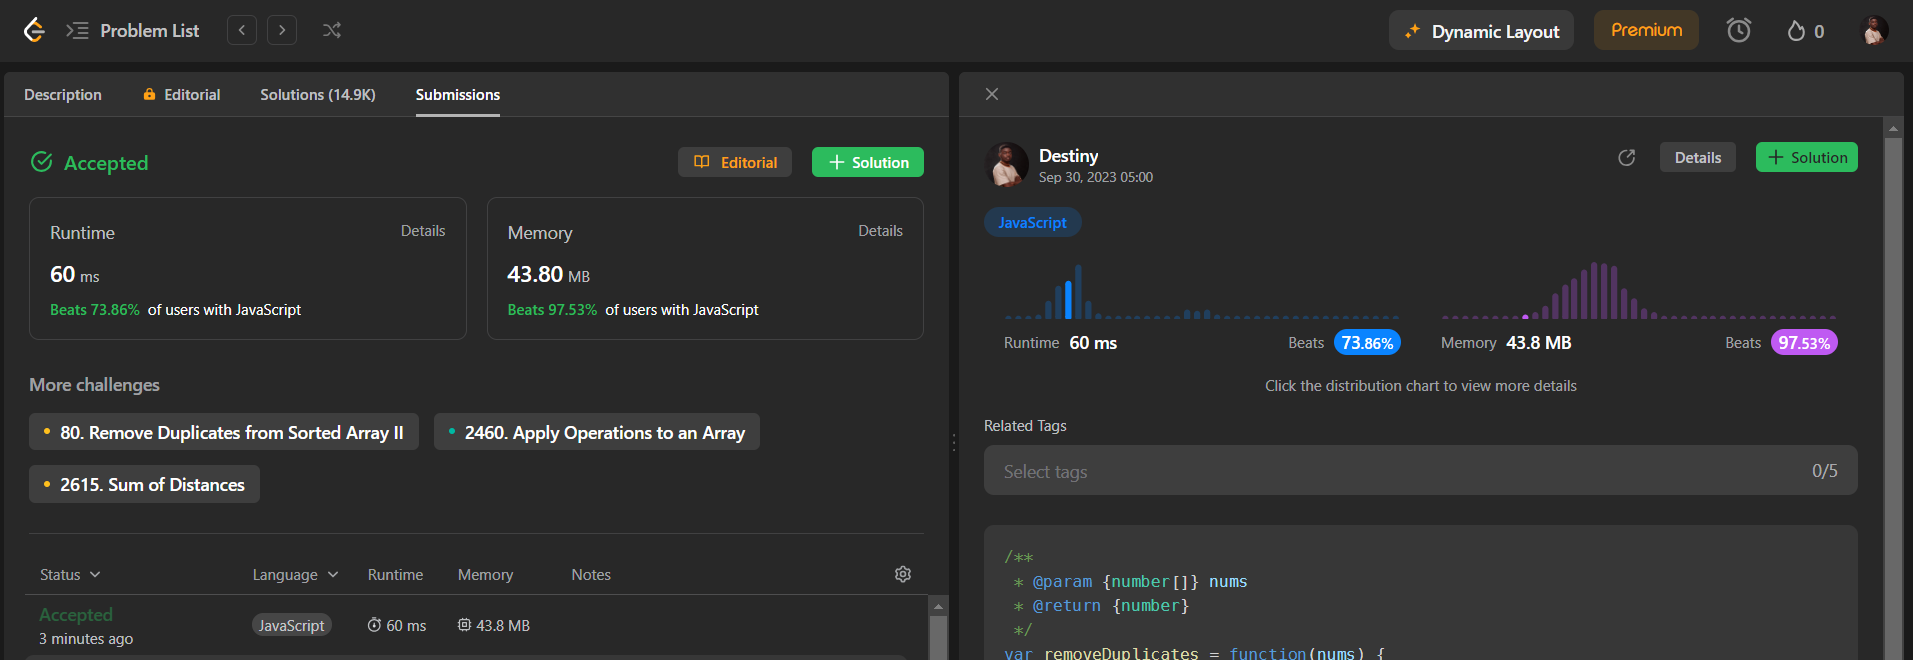 Problem List
Dynamic Layout
Premium
0
Description
Editorial
Solutions (14.9K)
Submissions
Accepted
Editorial
Solution
Runtime
Details
60 ms
Beats 73.86% of users with JavaScript
Memory
Details
43.80 MB
Beats 97.53% of users with JavaScript
More challenges
80. Remove Duplicates from Sorted Array II
2460. Apply Operations to an Array
2615. Sum of Distances
Status Language Runtime Memory Notes
Accepted
3 minutes ago
JavaScript
60 ms
43.8 MB
Destiny
Sep 30, 2023 05:00
Details
Solution
JavaScript
Runtime 60 ms Beats 73.86%
Memory 43.8 MB Beats 97.53%
Click the distribution chart to view more details
Related Tags
Select tags 0/5
/**
* @param {number[]} nums
* @return {number}
*/
var removeDuplicates = function(nums) {